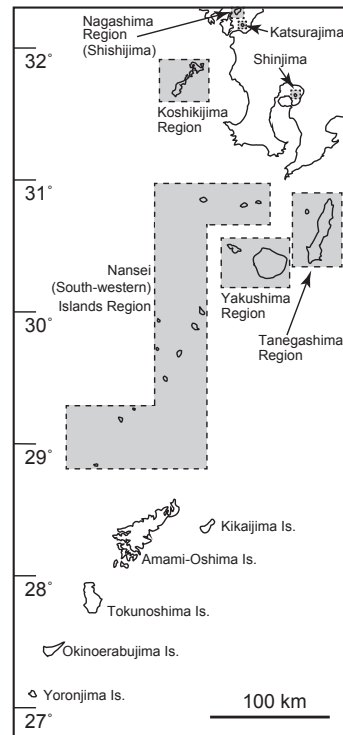 Nagashima
Region
(Shishijima)
Katsurajima
32°
Shinjima
Koshikijima
Region
31°
Nansei
(South-western)
Islands Region
Yakushima
Region
30°
Tanegashima
Region
29°
Kikaijima Is.
Amami-Oshima Is.
28°
Tokunoshima Is.
Okinoerabujima Is.
Yoronjima Is.
100 km
27°